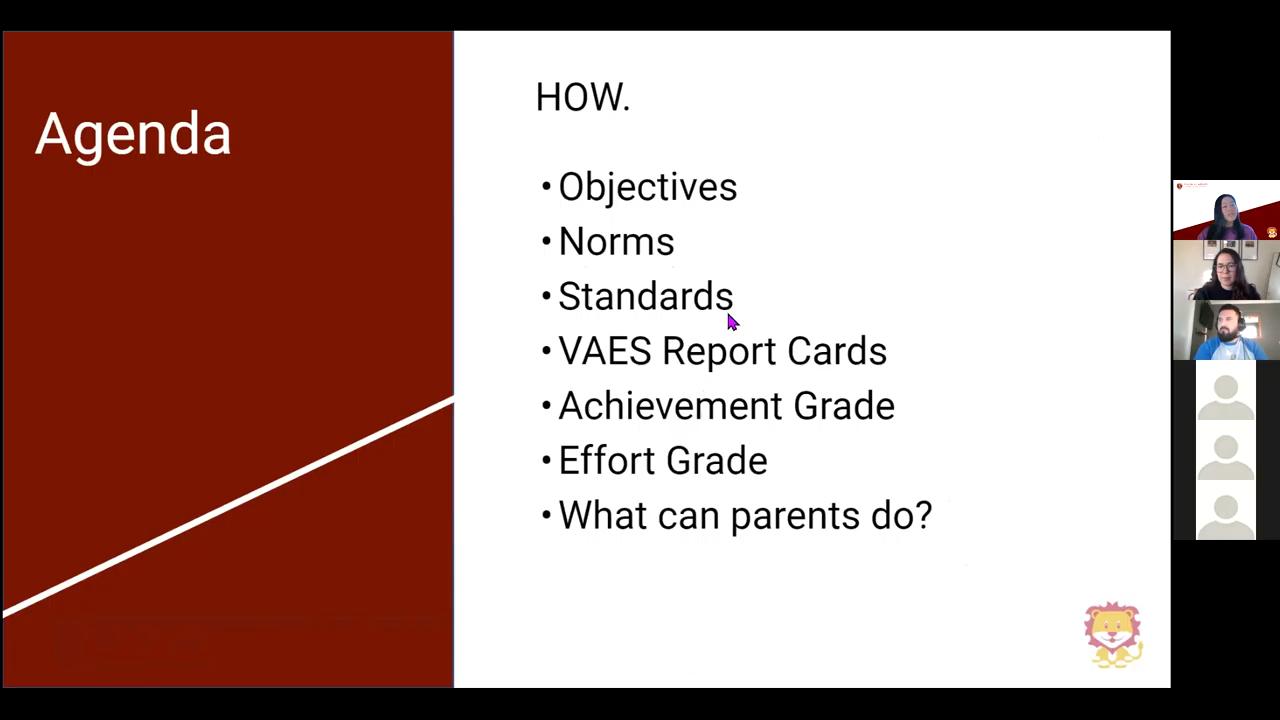 Agenda
HOW.
• Objectives
• Norms
• Standards
• VAES Report Cards
• Achievement Grade
• Effort Grade
• What can parents do?